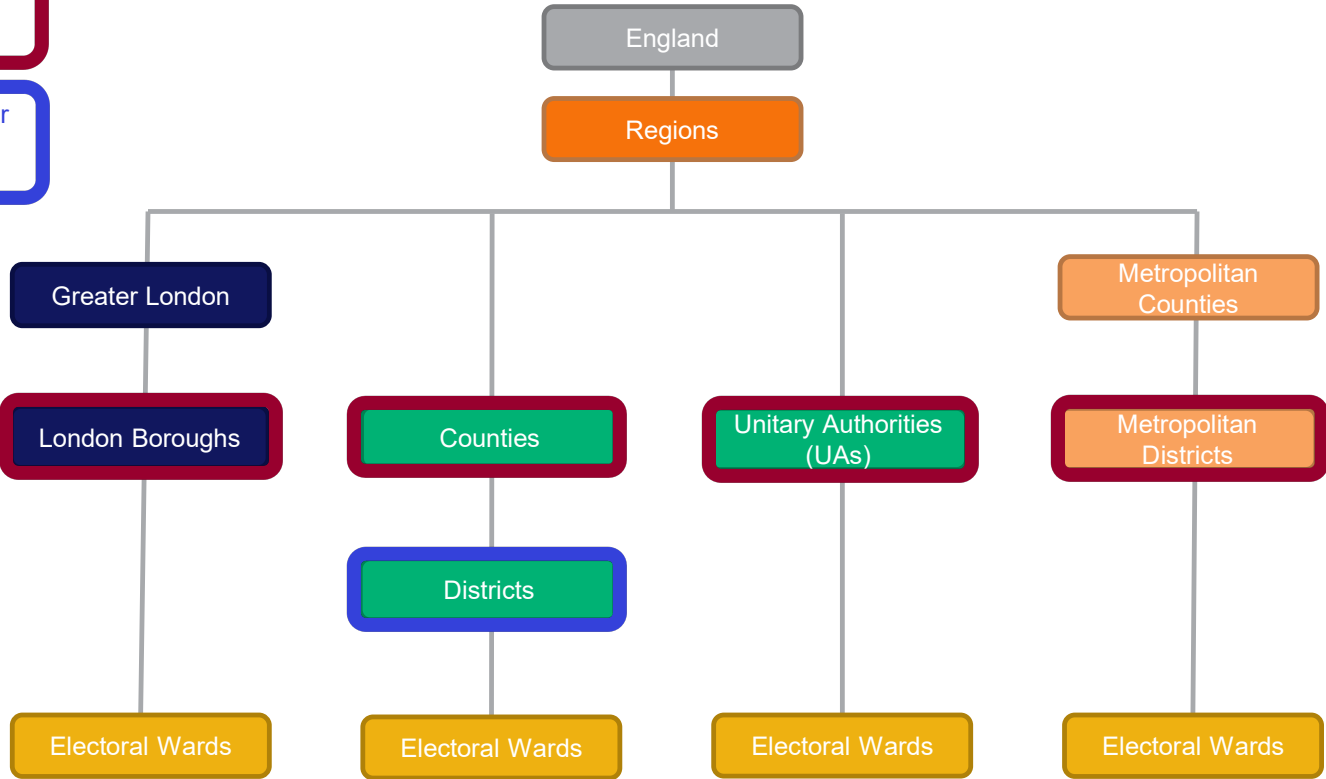 England
Regions
Greater London
Metropolitan
Counties
London Boroughs
Counties
Unitary Authorities
(UAs)
Metropolitan
Districts
Districts
Electoral Wards
Electoral Wards
Electoral Wards
Electoral Wards